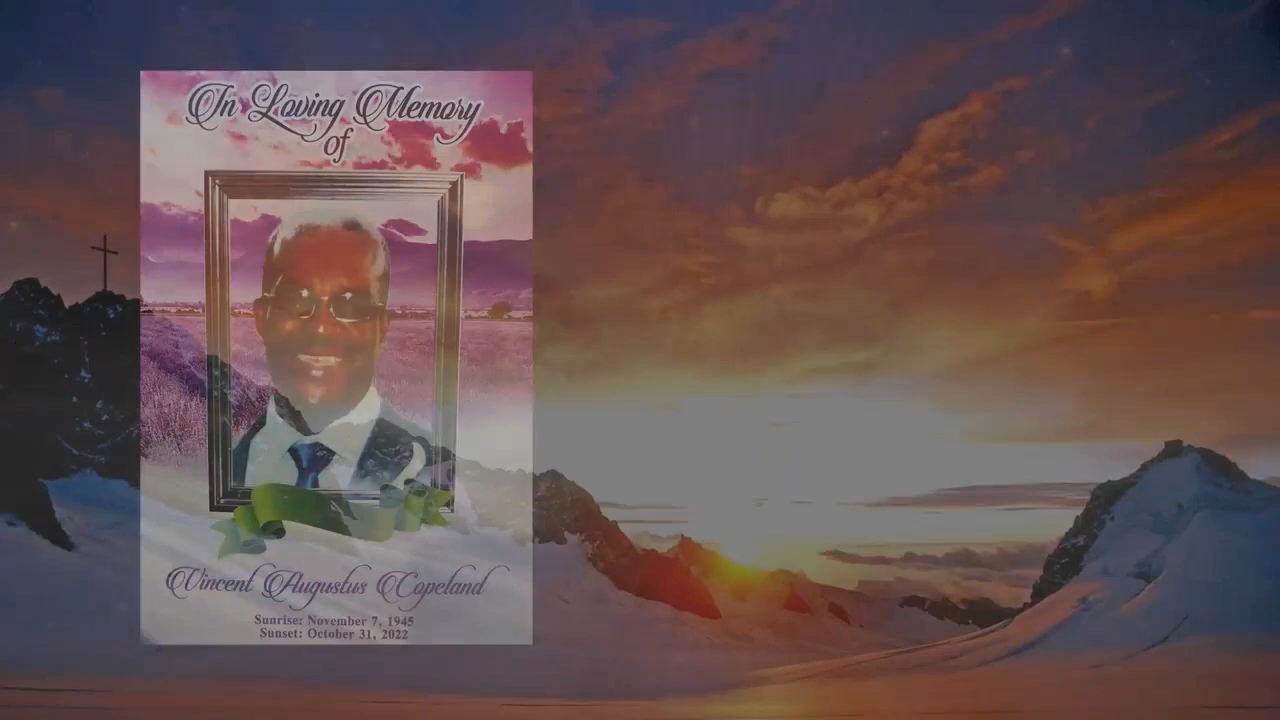 In Loving Memory
of
Vincent Augustus Copeland
Sunrise: November 7, 1945
Sunset: October 31, 2022